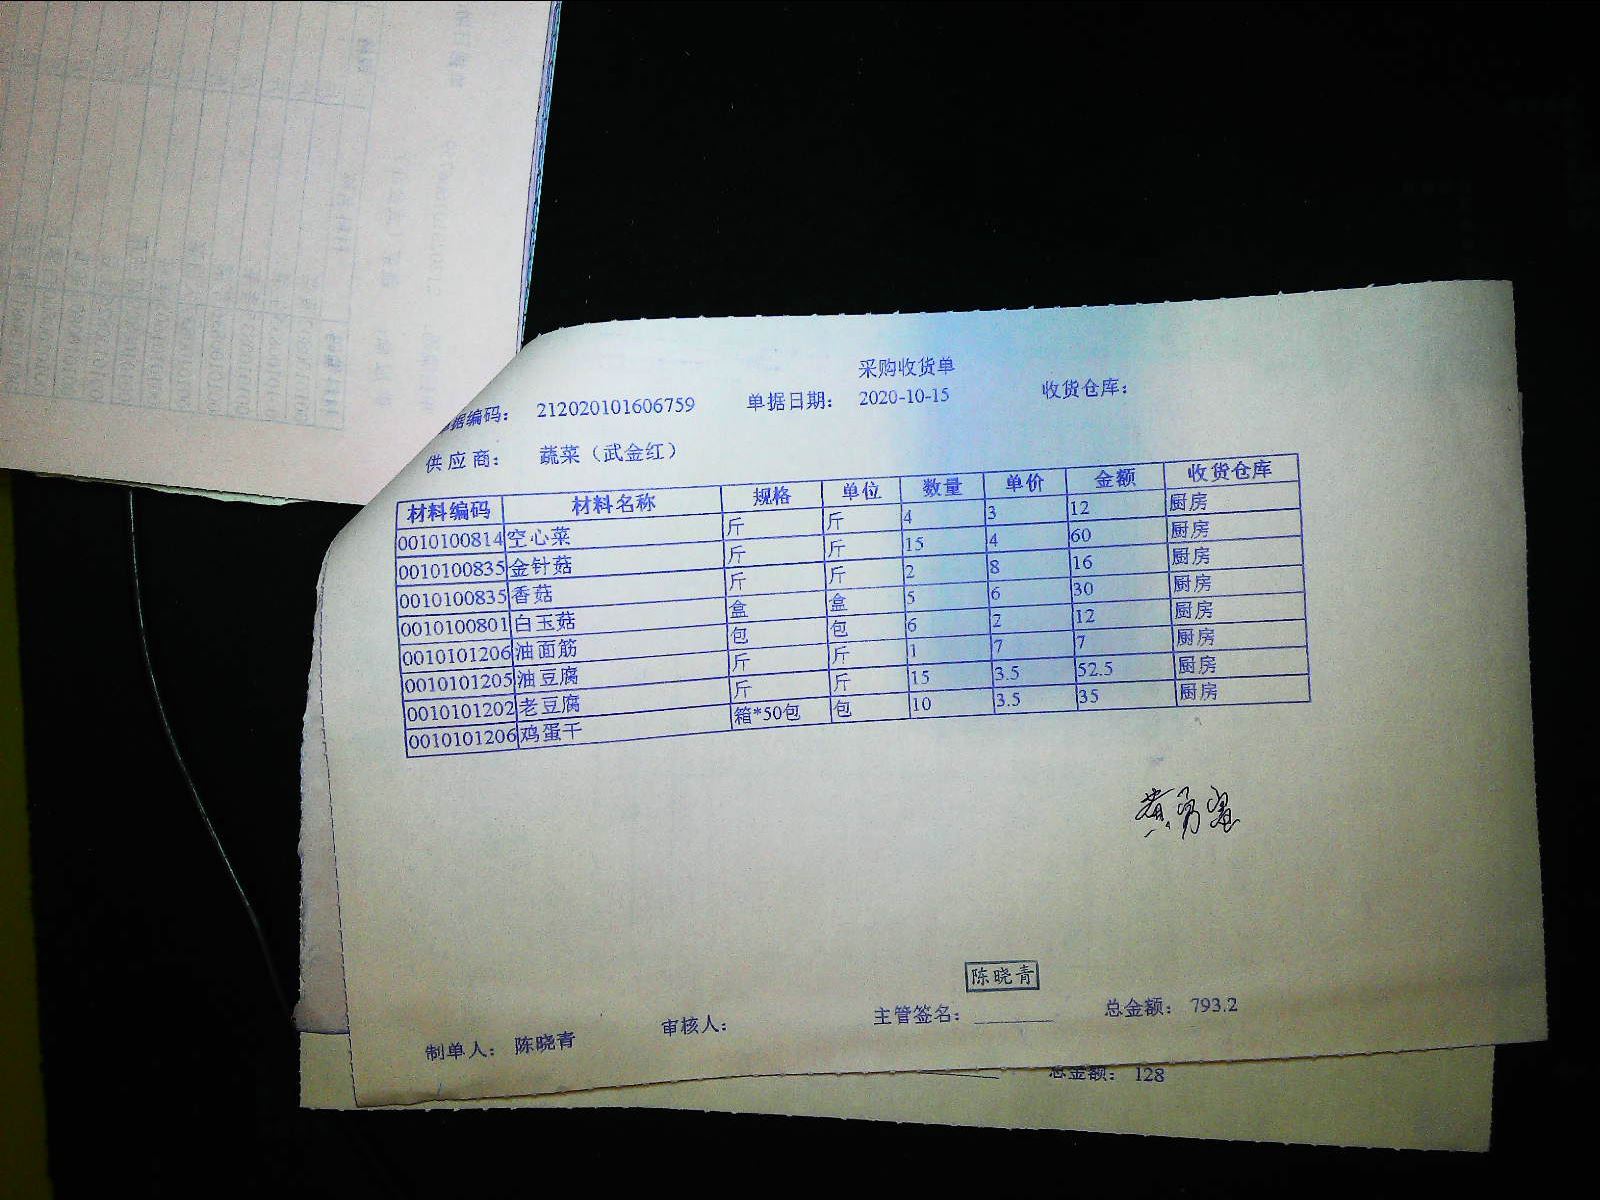 采购收货单
据编码： 212020101606759 单据日期： 2020-10-15 收货仓库：
供应商： 蔬菜（武金红）
材料编码 材料名称 规格 单位 数量 单价 金额 收货仓库
0010100814 空心菜 斤 斤 4 3 12 厨房
0010100835 金针菇 斤 斤 15 4 60 厨房
0010100835 香菇 斤 斤 2 8 16 厨房
0010100801 白玉菇 盒 盒 5 6 30 厨房
0010101206 油面筋 包 包 6 2 12 厨房
0010101205 油豆腐 斤 斤 1 7 7 厨房
0010101202 老豆腐 斤 斤 15 3.5 52.5 厨房
0010101206 鸡蛋干 箱*50包 包 10 3.5 35 厨房
陈晓青
制单人： 陈晓青 审核人： 主管签名： 总金额： 793.2
总金额： 128